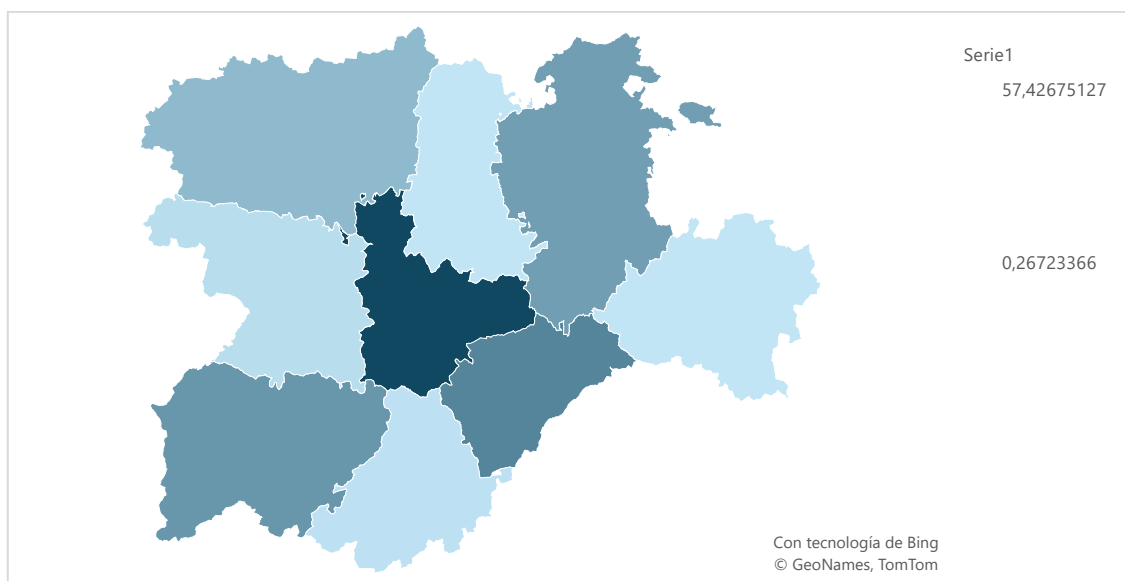 Serie1
57,42675127
0,26723366
Con tecnología de Bing
© GeoNames, TomTom